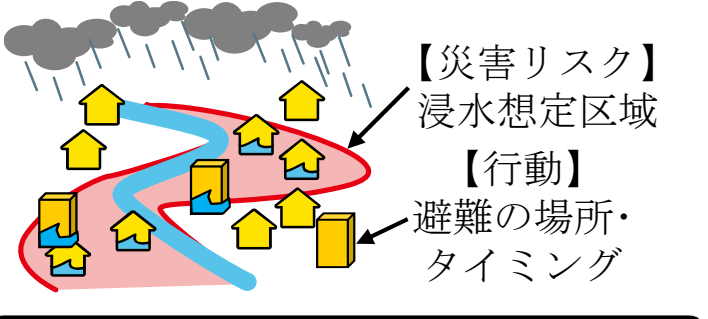 【災害リスク】
浸水想定区域
【行動】
避難の場所・
タイミング